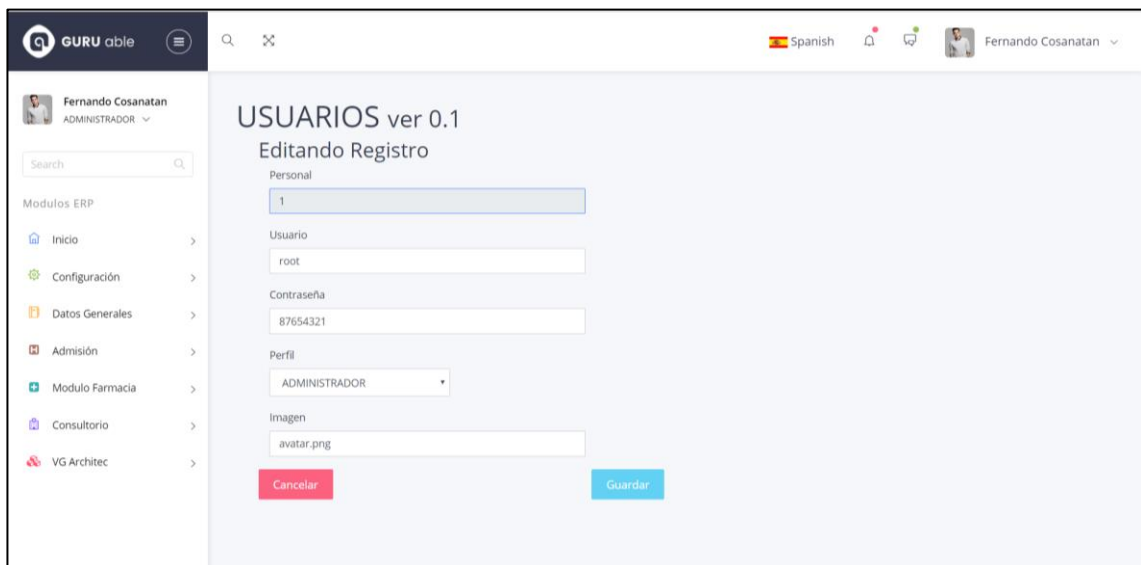 GURU able
Spanish
Fernando Cosanatan
Fernando Cosanatan
ADMINISTRADOR
Search
Modulos ERP
Inicio
Configuración
Datos Generales
Admisión
Modulo Farmacia
Consultorio
VG Architec
USUARIOS ver 0.1
Editando Registro
Personal
1
Usuario
root
Contraseña
87654321
Perfil
ADMINISTRADOR
Imagen
avatar.png
Cancelar
Guardar